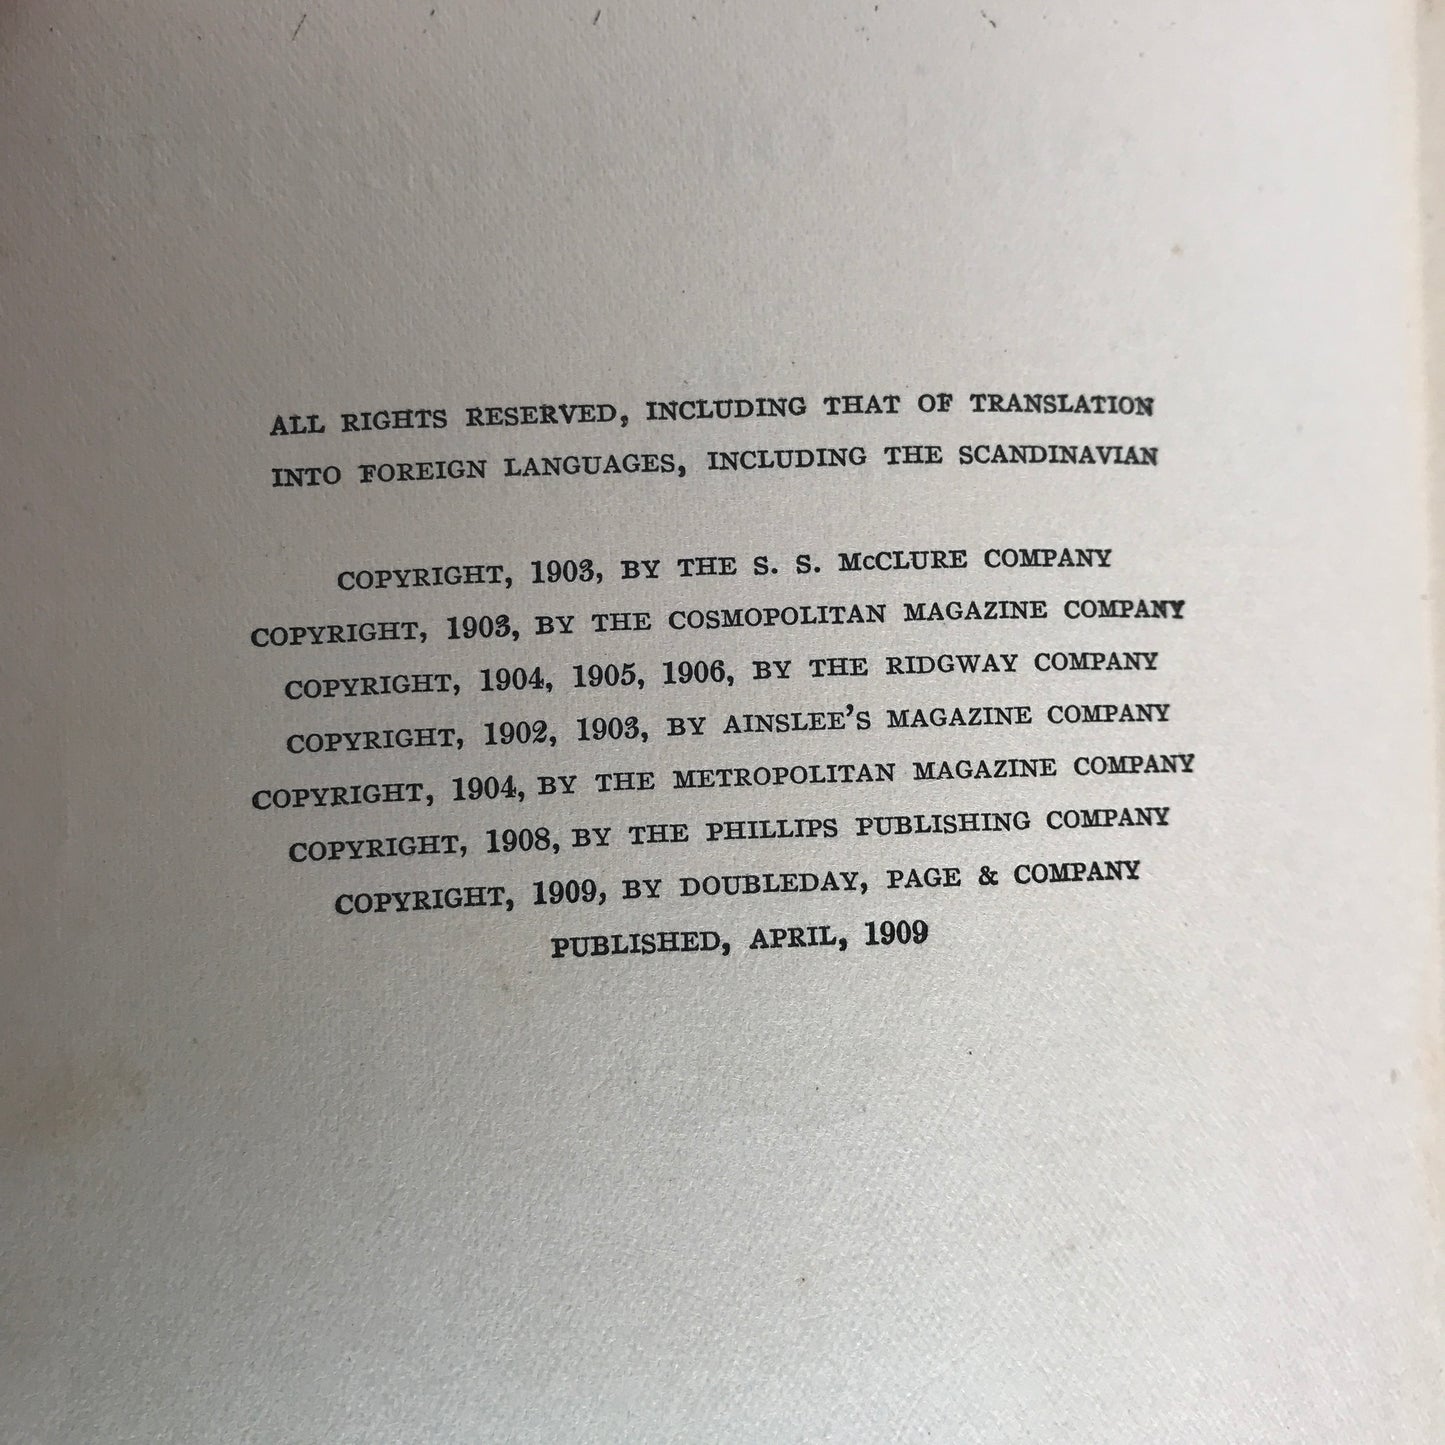 ALL RIGHTS RESERVED, INCLUDING THAT OF TRANSLATION
INTO FOREIGN LANGUAGES, INCLUDING THE SCANDINAVIAN
COPYRIGHT, 1903, BY THE S. S. McCLURE COMPANY
COPYRIGHT, 1903, BY THE COSMOPOLITAN MAGAZINE COMPANY
COPYRIGHT, 1904, 1905, 1906, BY THE RIDGWAY COMPANY
COPYRIGHT, 1902, 1903, BY AINSLEE'S MAGAZINE COMPANY
COPYRIGHT, 1904, BY THE METROPOLITAN MAGAZINE COMPANY
COPYRIGHT, 1908, BY THE PHILLIPS PUBLISHING COMPANY
COPYRIGHT, 1909, BY DOUBLEDAY, PAGE & COMPANY
PUBLISHED, APRIL, 1909